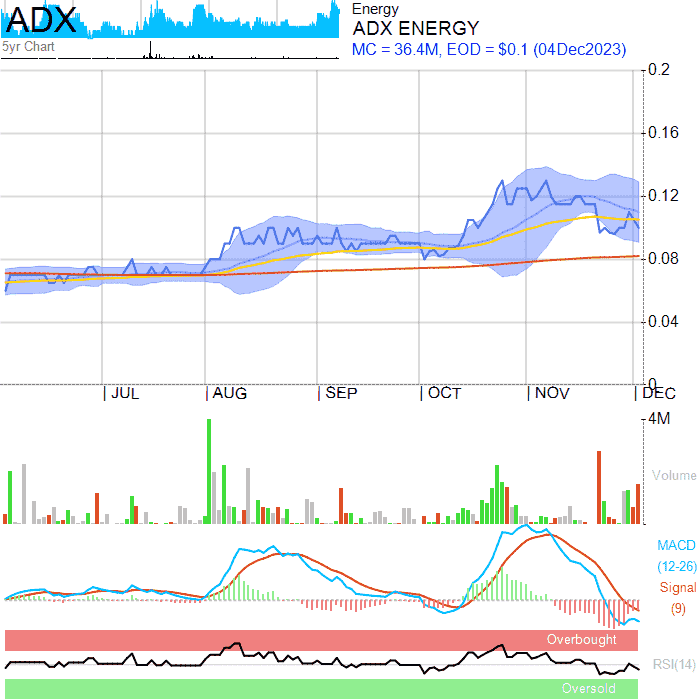 ADX
5yr Chart
Energy
ADX ENERGY
MC = 36.4M, EOD = $0.1 (04Dec2023)
0.2
0.16
0.12
0.08
0.04
0
JUL AUG SEP OCT NOV DEC
4M
Volume
MACD
(12-26)
Signal
(9)
Overbought
RSI(14)
Oversold